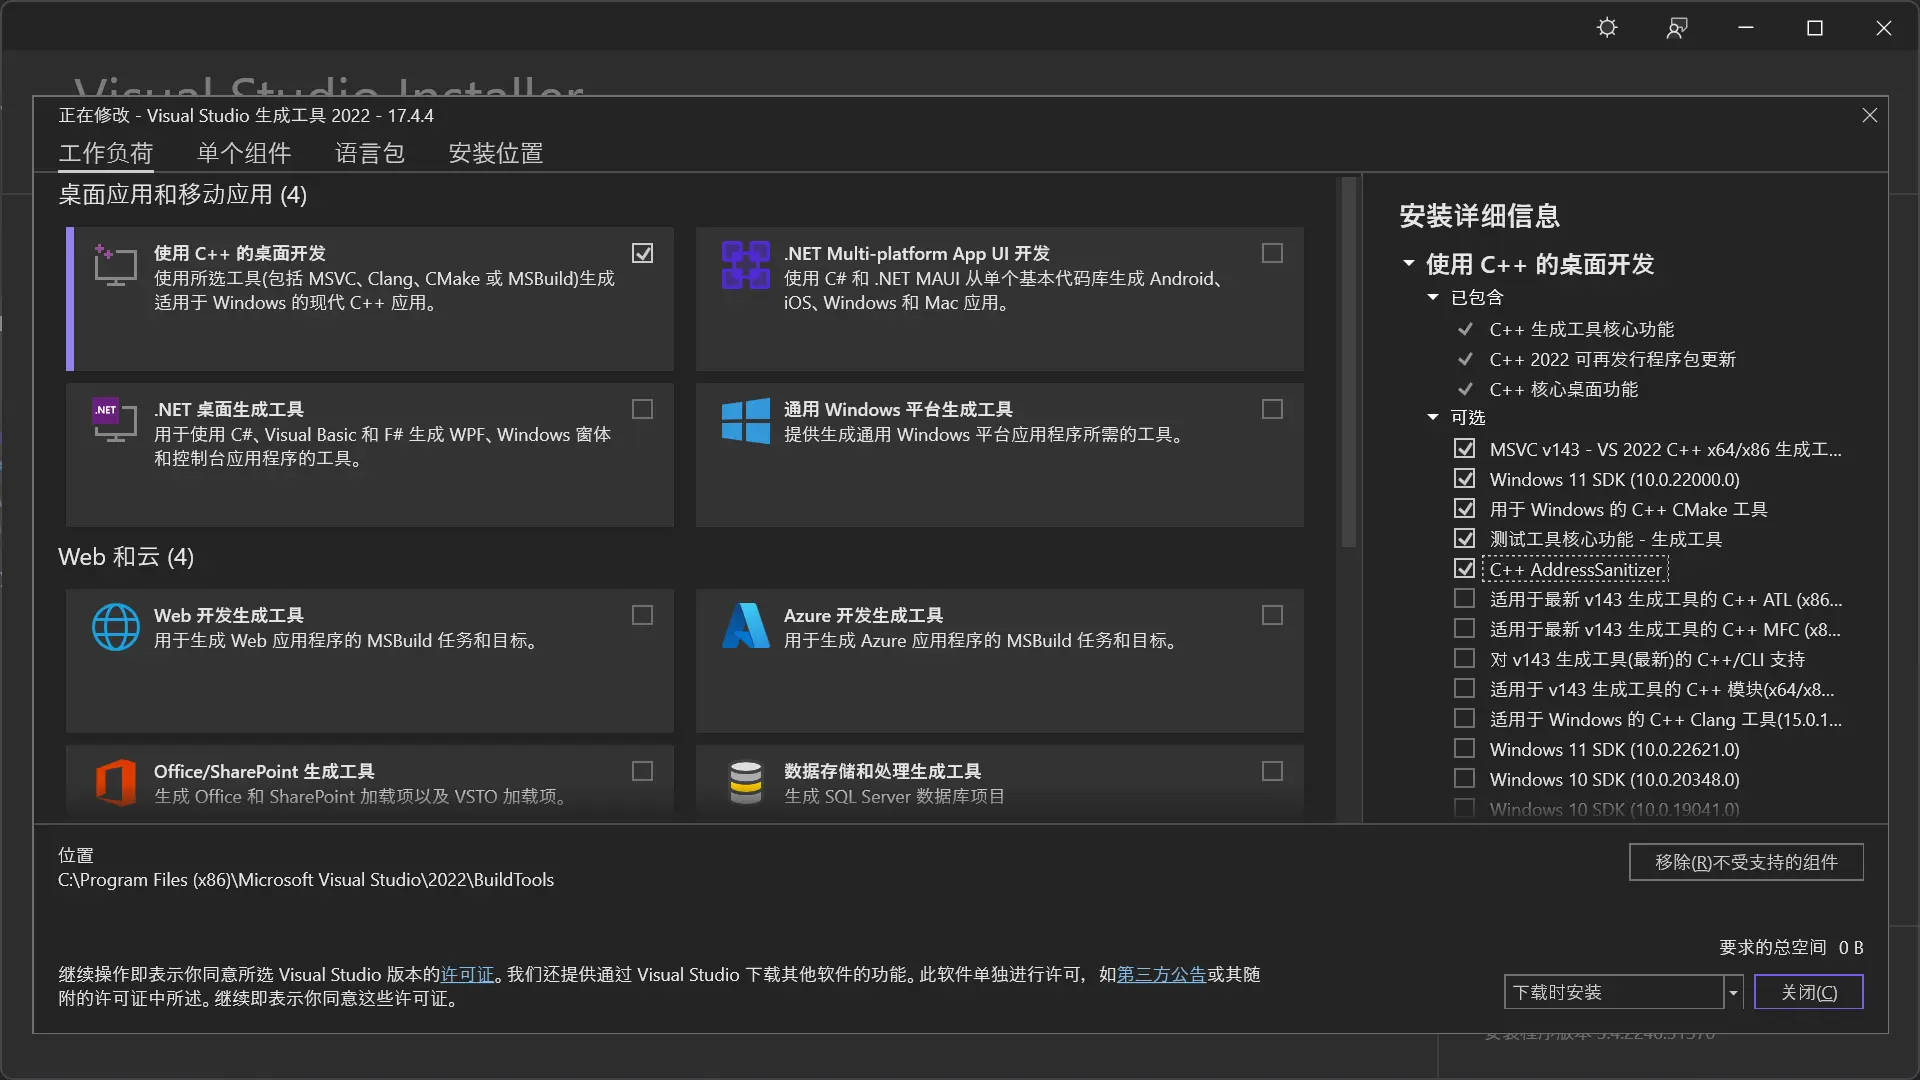 Visual Studio Installer
正在修改 - Visual Studio 生成工具 2022 - 17.4.4
工作负荷 单个组件 语言包 安装位置
桌面应用和移动应用 (4)
使用 C++ 的桌面开发
使用所选工具(包括 MSVC、Clang、CMake 或 MSBuild)生成
适用于 Windows 的现代 C++ 应用。
.NET Multi-platform App UI 开发
使用 C# 和 .NET MAUI 从单个基本代码库生成 Android、
iOS、Windows 和 Mac 应用。
.NET
.NET 桌面生成工具
用于使用 C#、Visual Basic 和 F# 生成 WPF、Windows 窗体
和控制台应用程序的工具。
通用 Windows 平台生成工具
提供生成通用 Windows 平台应用程序所需的工具。
Web 和云 (4)
Web 开发生成工具
用于生成 Web 应用程序的 MSBuild 任务和目标。
Azure 开发生成工具
用于生成 Azure 应用程序的 MSBuild 任务和目标。
Office/SharePoint 生成工具
生成 Office 和 SharePoint 加载项以及 VSTO 加载项。
数据存储和处理生成工具
生成 SQL Server 数据库项目
安装详细信息
使用 C++ 的桌面开发
已包含
C++ 生成工具核心功能
C++ 2022 可再发行程序包更新
C++ 核心桌面功能
可选
MSVC v143 - VS 2022 C++ x64/x86 生成工...
Windows 11 SDK (10.0.22000.0)
用于 Windows 的 C++ CMake 工具
测试工具核心功能 - 生成工具
C++ AddressSanitizer
适用于最新 v143 生成工具的 C++ ATL (x86...
适用于最新 v143 生成工具的 C++ MFC (x8...
对 v143 生成工具(最新)的 C++/CLI 支持
适用于 v143 生成工具的 C++ 模块(x64/x8...
适用于 Windows 的 C++ Clang 工具(15.0.1...
Windows 11 SDK (10.0.22621.0)
Windows 10 SDK (10.0.20348.0)
Windows 10 SDK (10.0.19041.0)
位置
C:\Program Files (x86)\Microsoft Visual Studio\2022\BuildTools
移除(R)不受支持的组件
要求的总空间 0 B
继续操作即表示你同意所选 Visual Studio 版本的许可证。我们还提供通过 Visual Studio 下载其他软件的功能。此软件单独进行许可，如第三方公告或其随
附的许可证中所述。继续即表示你同意这些许可证。
下载时安装
关闭(C)